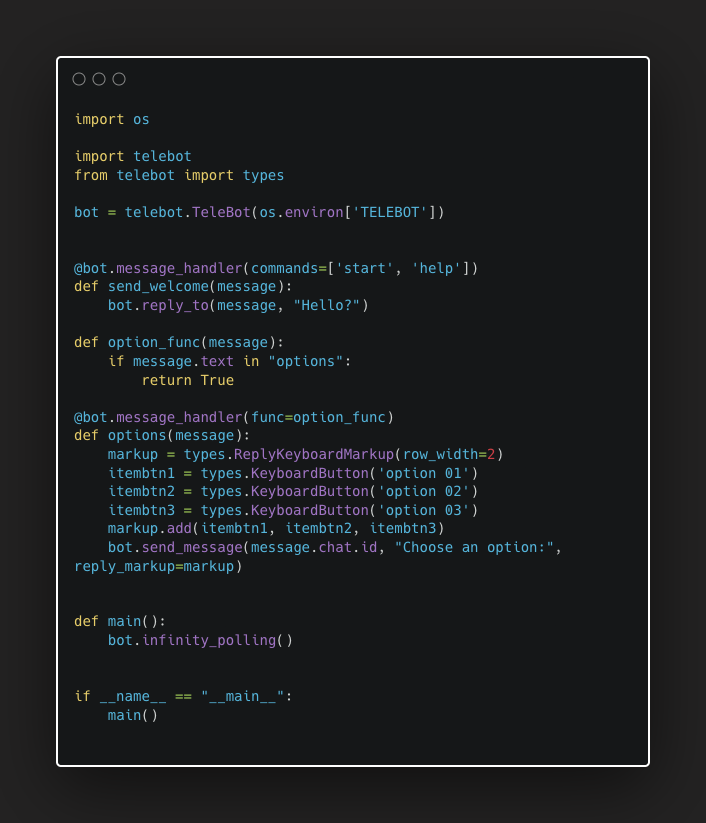 import os

import telebot
from telebot import types

bot = telebot.TeleBot(os.environ['TELEBOT'])


@bot.message_handler(commands=['start', 'help'])
def send_welcome(message):
    bot.reply_to(message, "Hello?")

def option_func(message):
    if message.text in "options":
        return True

@bot.message_handler(func=option_func)
def options(message):
    markup = types.ReplyKeyboardMarkup(row_width=2)
    itembtn1 = types.KeyboardButton('option 01')
    itembtn2 = types.KeyboardButton('option 02')
    itembtn3 = types.KeyboardButton('option 03')
    markup.add(itembtn1, itembtn2, itembtn3)
    bot.send_message(message.chat.id, "Choose an option:",
reply_markup=markup)


def main():
    bot.infinity_polling()


if __name__ == "__main__":
    main()